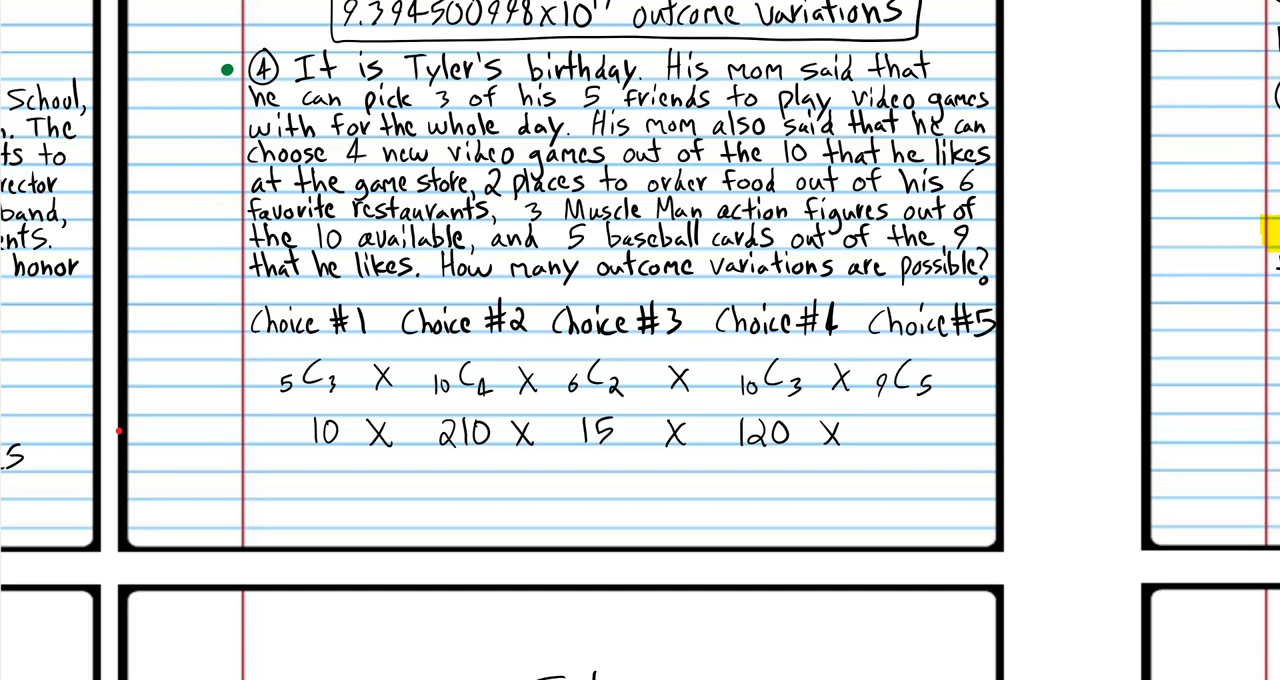 School,
. The
ts to
rector
band,
ents.
honor
s
9.394500998x10 outcome variations
④ It is Tyler's birthday. His mom said that
he can pick 3 of his 5 friends to play video games
with for the whole day. His mom also said that he can
choose 4 new video games out of the 10 that he likes
at the game store, 2 places to order food out of his 6
favorite restaurants, 3 Muscle Man action figures out of
the 10 available, and 5 baseball cards out of the 9
that he likes. How many outcome variations are possible?
Choice #1 Choice #2 Choice #3 Choice #4 Choice #5
₅C₃ X ₁₀C₄ X ₆C₂ X ₁₀C₃ X ₉C₅
10 X 210 X 15 X 120 X